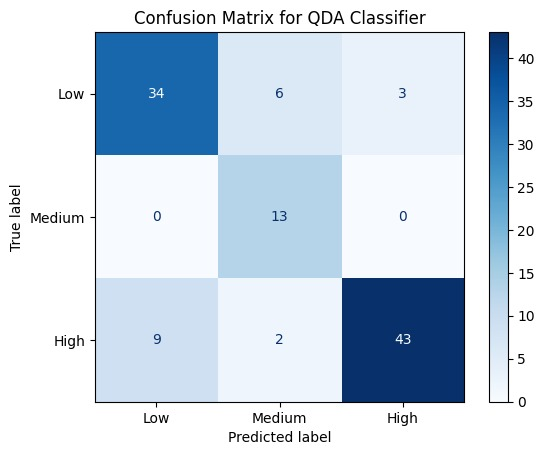 Confusion Matrix for QDA Classifier
Low 34 6 3
Medium 0 13 0
High 9 2 43
Low Medium High
True label
Predicted label
40
35
30
25
20
15
10
5
0